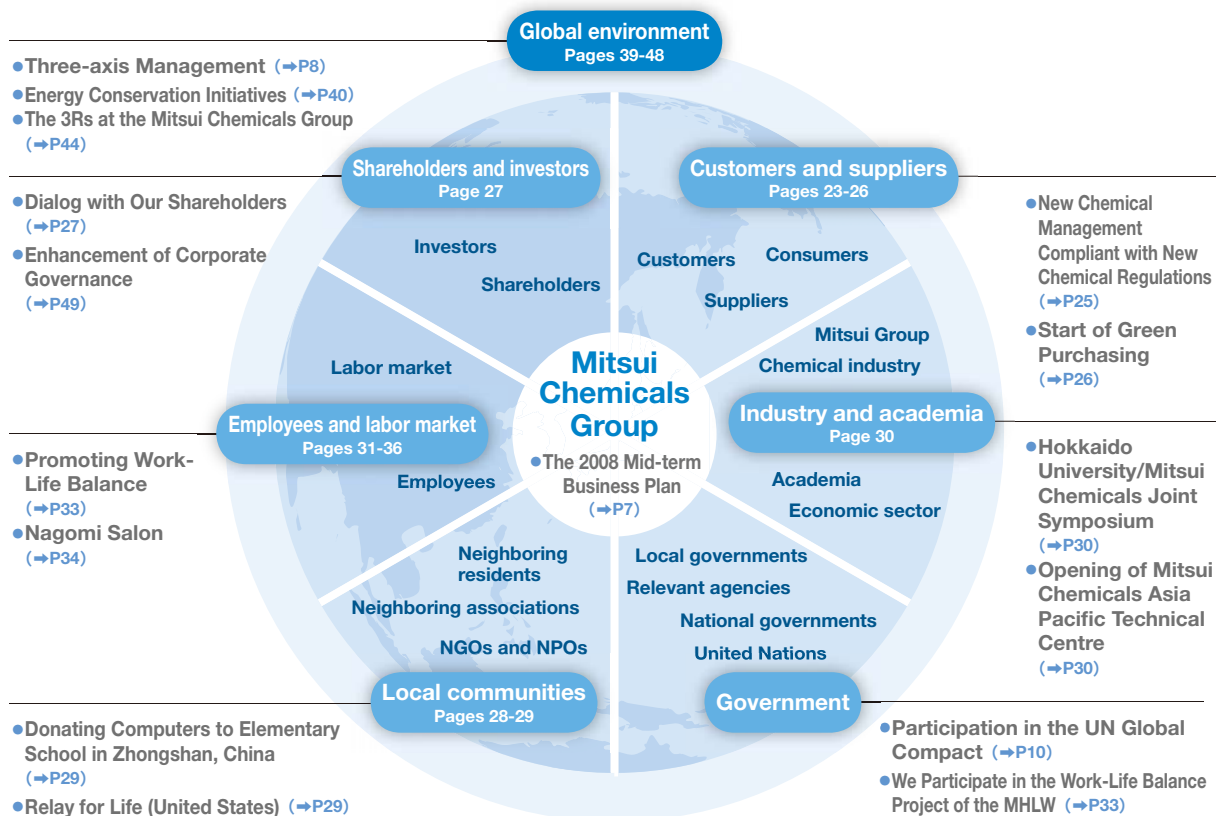 Global environment
Pages 39-48
●Three-axis Management (➡P8)
●Energy Conservation Initiatives (➡P40)
●The 3Rs at the Mitsui Chemicals Group
(➡P44)
Shareholders and investors
Page 27
●Dialog with Our Shareholders
(➡P27)
●Enhancement of Corporate
Governance
(➡P49)
Investors
Shareholders
Customers and suppliers
Pages 23-26
Customers
Consumers
Suppliers
●New Chemical
Management
Compliant with New
Chemical Regulations
(➡P25)
●Start of Green
Purchasing
(➡P26)
Labor market
Employees and labor market
Pages 31-36
Employees
●Promoting Work-
Life Balance
(➡P33)
●Nagomi Salon
(➡P34)
Mitsui
Chemicals
Group
●The 2008 Mid-term
Business Plan
(➡P7)
Mitsui Group
Chemical industry
Industry and academia
Page 30
Academia
Economic sector
●Hokkaido
University/Mitsui
Chemicals Joint
Symposium
(➡P30)
●Opening of Mitsui
Chemicals Asia
Pacific Technical
Centre
(➡P30)
Neighboring
residents
Neighboring associations
NGOs and NPOs
Local communities
Pages 28-29
●Donating Computers to Elementary
School in Zhongshan, China
(➡P29)
●Relay for Life (United States) (➡P29)
Local governments
Relevant agencies
National governments
United Nations
Government
●Participation in the UN Global
Compact (➡P10)
●We Participate in the Work-Life Balance
Project of the MHLW (➡P33)